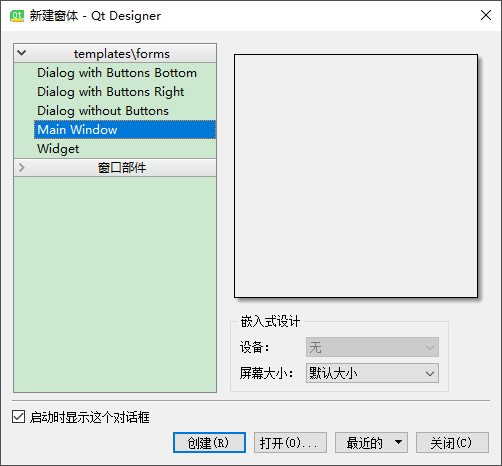 新建窗体 - Qt Designer
templates\forms
Dialog with Buttons Bottom
Dialog with Buttons Right
Dialog without Buttons
Main Window
Widget
窗口部件
嵌入式设计
设备: 无
屏幕大小: 默认大小
启动时显示这个对话框
创建(R) 打开(O)... 最近的 关闭(C)